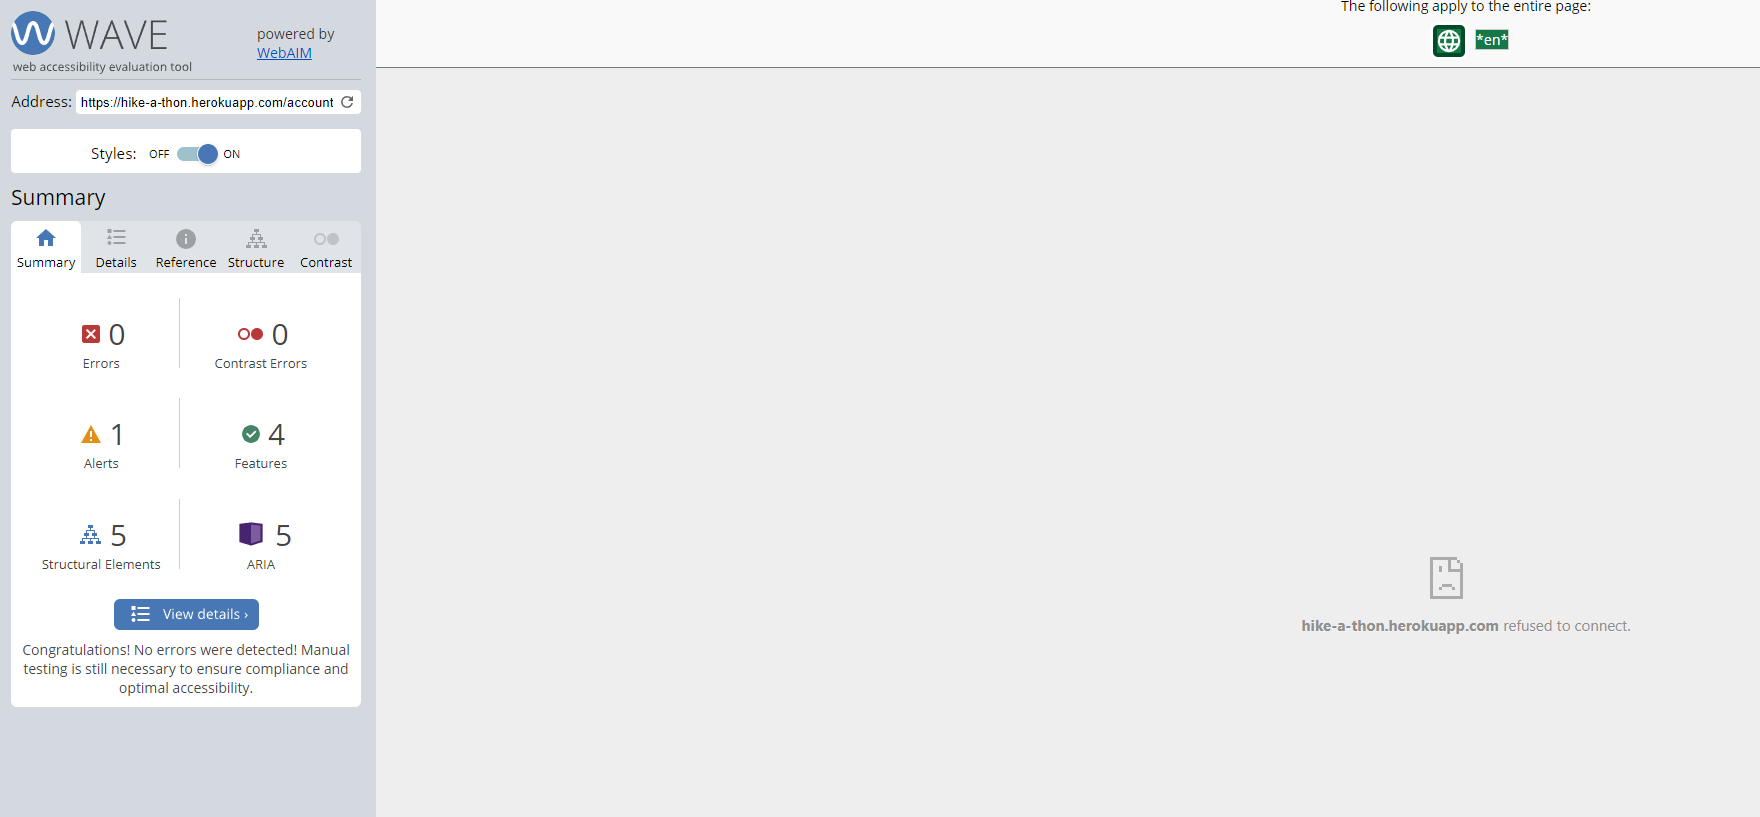 WAVE
powered by
WebAIM
web accessibility evaluation tool
Address: https://hike-a-thon.herokuapp.com/account
Styles: OFF ON
Summary
Summary Details Reference Structure Contrast
0 0
Errors Contrast Errors
1 4
Alerts Features
5 5
Structural Elements ARIA
View details ›
Congratulations! No errors were detected! Manual
testing is still necessary to ensure compliance and
optimal accessibility.
The following apply to the entire page:
*en*
hike-a-thon.herokuapp.com refused to connect.